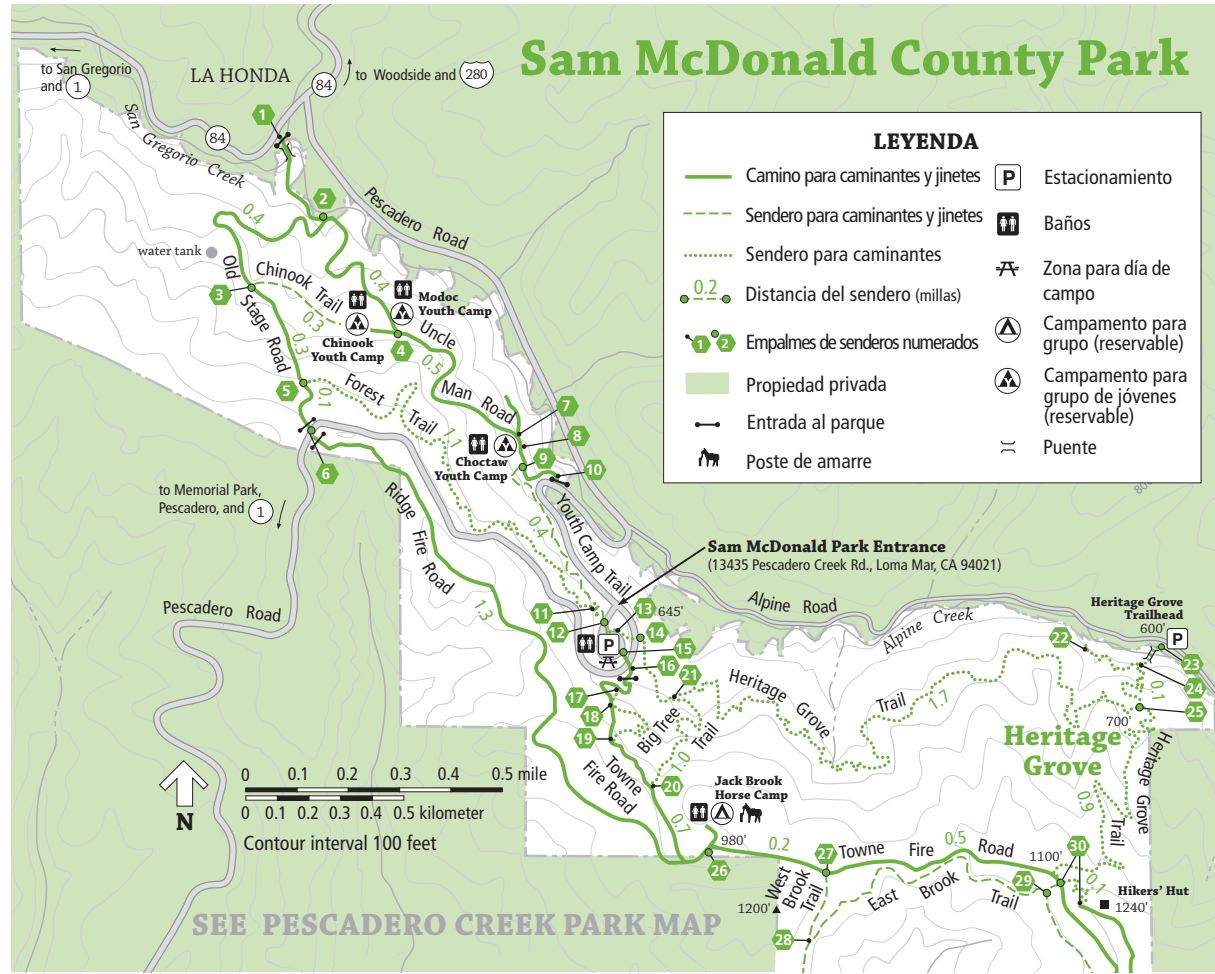 Sam McDonald County Park
to San Gregorio
and 1
LA HONDA
84
to Woodside and 280
84
San Gregorio Creek
1
2
Pescadero Road
0.4
water tank
Old Stage Road
Chinook Trail
0.3
0.4
3
0.3
Modoc
Youth Camp
Chinook
Youth Camp
4
Uncle Man Road
0.5
5
0.1
Forest Trail
1.1
6
7
8
9
10
Choctaw
Youth Camp
to Memorial Park,
Pescadero, and 1
Ridge Fire Road
1.3
0.4
Youth Camp Trail
Pescadero Road
LEYENDA
Camino para caminantes y jinetes
Sendero para caminantes y jinetes
Sendero para caminantes
0.2
Distancia del sendero (millas)
1 2
Empalmes de senderos numerados
Propiedad privada
Entrada al parque
Poste de amarre
P
Estacionamiento
Baños
Zona para día de
campo
Campamento para
grupo (reservable)
Campamento para
grupo de jóvenes
(reservable)
Puente
Sam McDonald Park Entrance
(13435 Pescadero Creek Rd., Loma Mar, CA 94021)
Alpine Road
Alpine Creek
Heritage Grove
Trailhead
600'
P
11
12
13
645'
14
P
15
16
17
18
19
20
21
22
23
24
25
0.1
700'
Big Tree Trail
1.0
Heritage Grove Trail
1.7
Heritage
Grove
Heritage Grove Trail
0.9
Towne Fire Road
0.7
Jack Brook
Horse Camp
980'
26
0.2
27
Towne Fire Road
0.5
1100'
30
29
0.1
Hikers' Hut
1240'
West Brook Trail
1200'
28
East Brook Trail
0 0.1 0.2 0.3 0.4 0.5 mile
0 0.1 0.2 0.3 0.4 0.5 kilometer
Contour interval 100 feet
N
SEE PESCADERO CREEK PARK MAP